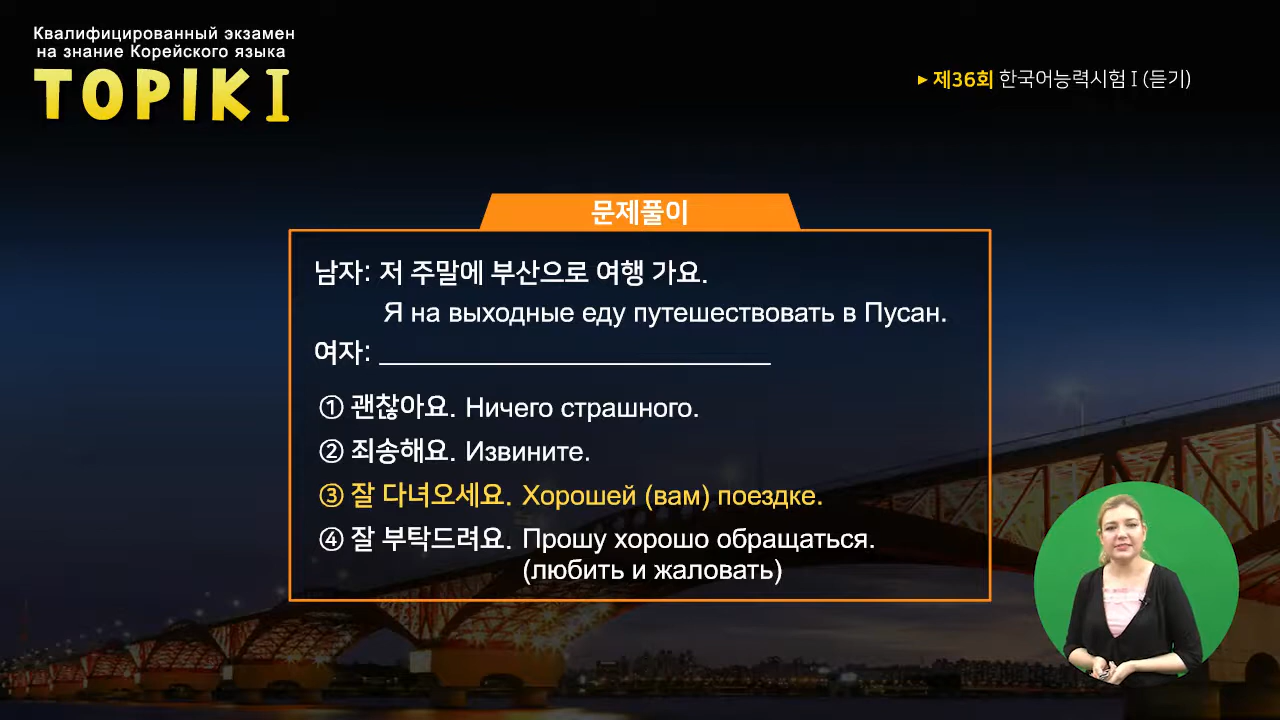 Квалифицированный экзамен
на знание Корейского языка
TOPIK I
▸ 제36회 한국어능력시험 I (듣기)
문제풀이
남자: 저 주말에 부산으로 여행 가요.
Я на выходные еду путешествовать в Пусан.
여자: ____________________________
① 괜찮아요. Ничего страшного.
② 죄송해요. Извините.
③ 잘 다녀오세요. Хорошей (вам) поездке.
④ 잘 부탁드려요. Прошу хорошо обращаться.
(любить и жаловать)